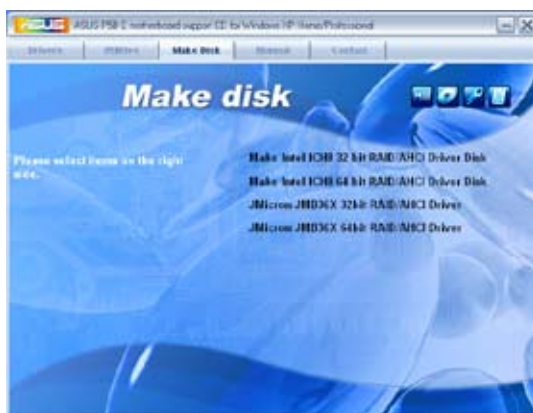 ASUS P5B-E motherboard support CD for Windows XP Home/Professional
Drivers
Utilities
Make Disk
Manual
Contact
Make disk
Please select items on the right
side.
Make Intel ICH8 32 bit RAID/AHCI Driver Disk
Make Intel ICH8 64 bit RAID/AHCI Driver Disk
JMicron JMB36X 32bit RAID/AHCI Driver
JMicron JMB36X 64bit RAID/AHCI Driver